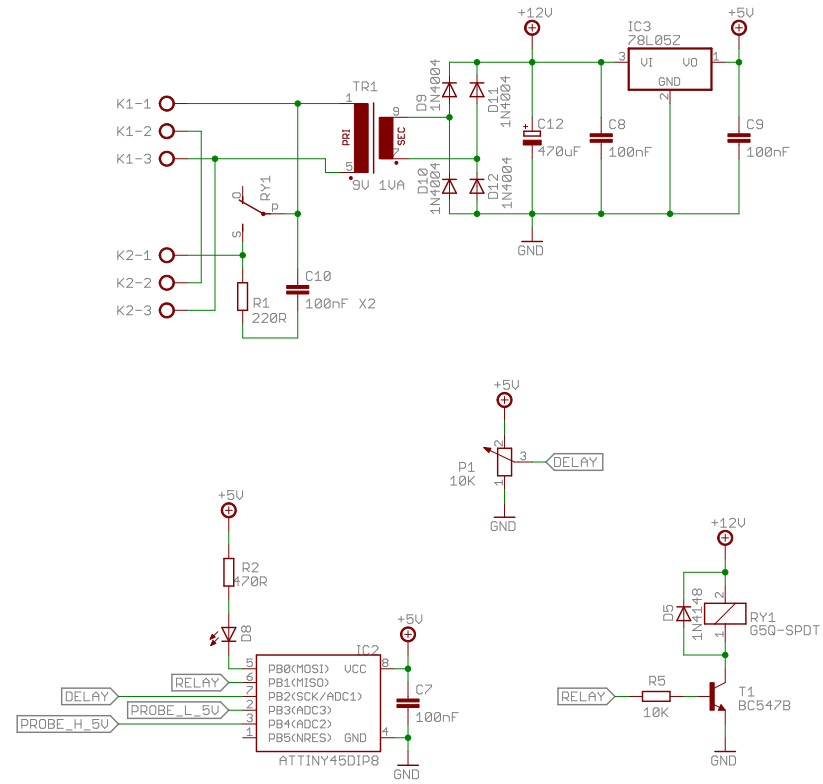 +12V
IC3
78L05Z
+5V
3
VI
VO
1
GND
2
D9
1N4004
D11
1N4004
D10
1N4004
D12
1N4004
C12
+
470uF
C8
100nF
C9
100nF
GND
TR1
1
9
PRI
SEC
5
7
9V 1VA
K1-1
K1-2
K1-3
RY1
O
P
S
K2-1
K2-2
K2-3
R1
220R
C10
100nF X2
+5V
2
P1
10K
3
DELAY
1
GND
+5V
R2
470R
D8
IC2
5 PB0(MOSI) VCC 8
RELAY 6 PB1(MISO)
DELAY 7 PB2(SCK/ADC1)
PROBE_L_5V 2 PB3(ADC3)
PROBE_H_5V 3 PB4(ADC2)
1 PB5(NRES) GND 4
ATTINY45DIP8
+5V
C7
100nF
GND
+12V
D5
1N4148
2
1
RY1
G5Q-SPDT
RELAY
R5
10K
T1
BC547B
GND